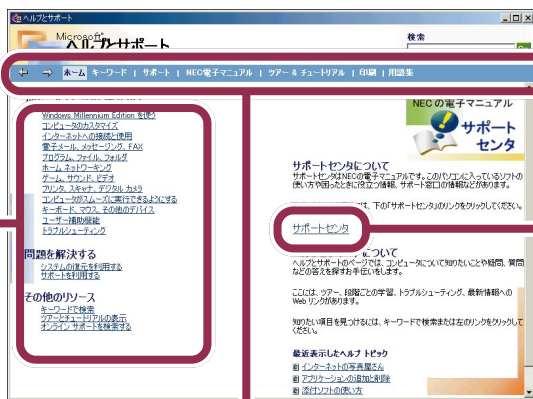 ヘルプとサポート
Microsoft
ヘルプとサポート
検索
ホーム キーワード | サポート | NEC電子マニュアル | ツアー & チュートリアル | 印刷 | 用語集
Windows Millennium Edition を使う
コンピュータのカスタマイズ
インターネットへの接続と使用
電子メール、メッセージング、FAX
プログラム、ファイル、フォルダ
ホーム ネットワーキング
ゲーム、サウンド、ビデオ
プリンタ、スキャナ、デジタル カメラ
コンピュータがスムーズに実行できるようにする
キーボード、マウス、その他のデバイス
ユーザー補助機能
トラブルシューティング
問題を解決する
システムの復元を利用する
サポートを利用する
その他のリソース
キーワードで検索
ツアーとチュートリアルの表示
オンライン サポートを検索する
NECの電子マニュアル
サポート
センタ
サポートセンタについて
サポートセンタはNECの電子マニュアルです。このパソコンに入っているソフトの
使い方や困ったときに役立つ情報、サポート窓口の情報などがあります。
は、下の「サポートセンタ」のリンクをクリックしてください。
サポートセンタ
について
ヘルプとサポートのページでは、コンピュータについて知りたいことや疑問、質問
などの答えを探すお手伝いをします。
ここには、ツアー、段階ごとの学習、トラブルシューティング、最新情報への
Web リンクがあります。
知りたい項目を見つけるには、キーワードで検索または左のリンクをクリックして
ください。
最近表示したヘルプ トピック
インターネットの写真屋さん
アプリケーションの追加と削除
添付ソフトの使い方